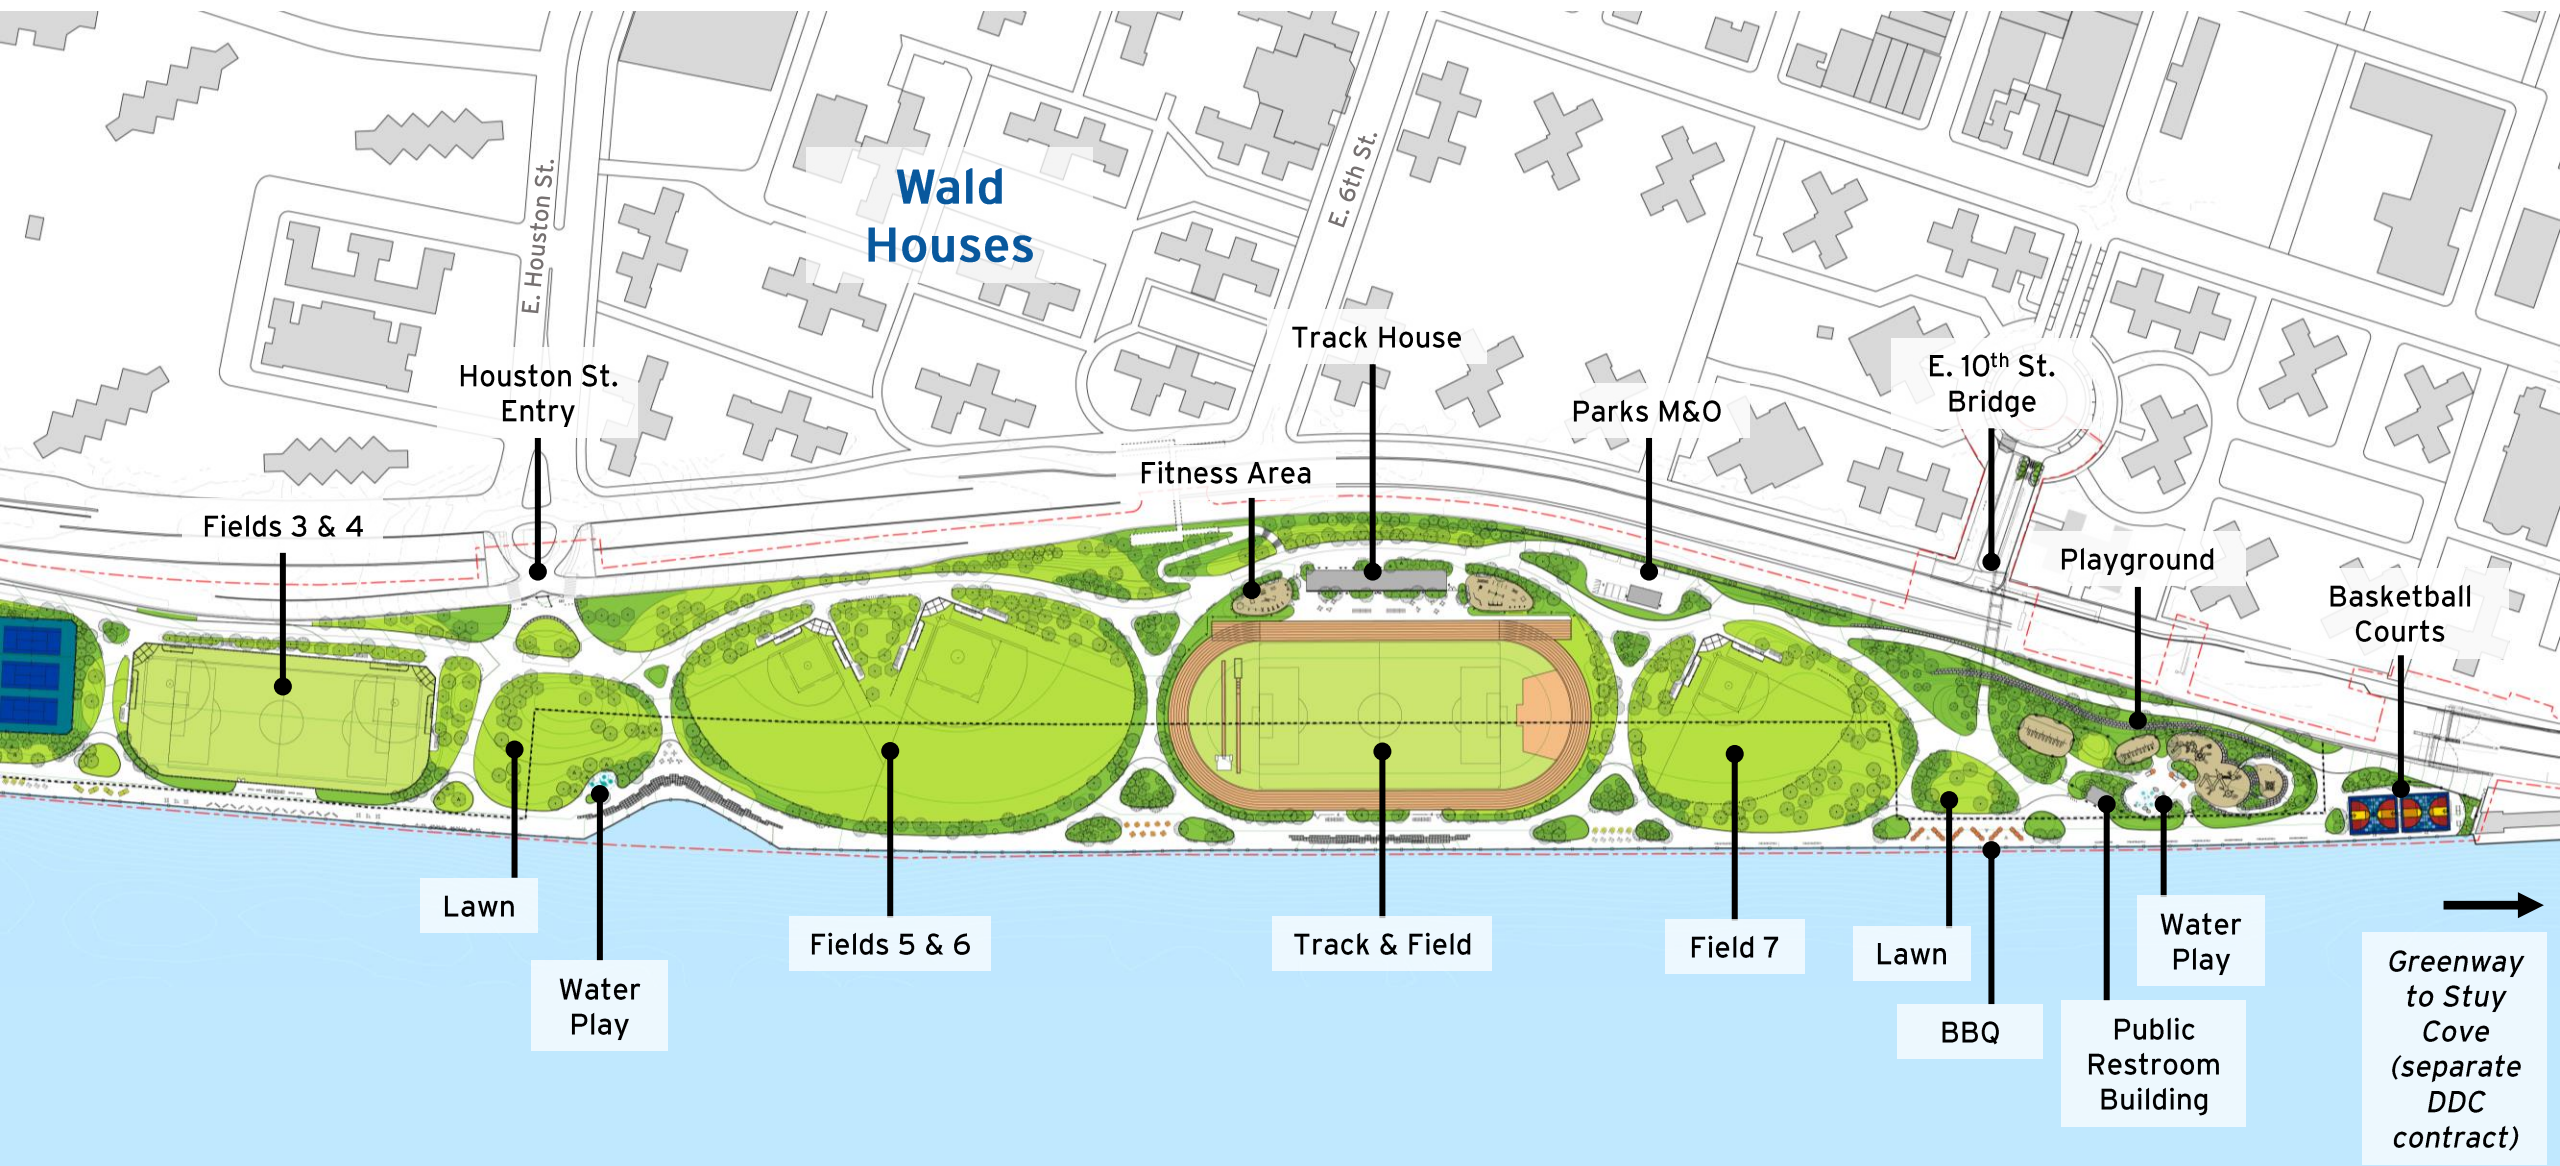 E. Houston St.
Wald
Houses
E. 6th St.
Track House
E. 10th St.
Bridge
Houston St.
Entry
Parks M&O
Fitness Area
Fields 3 & 4
Playground
Basketball
Courts
Lawn
Water
Play
Fields 5 & 6
Track & Field
Field 7
Lawn
BBQ
Public
Restroom
Building
Water
Play
Greenway
to Stuy
Cove
(separate
DDC
contract)